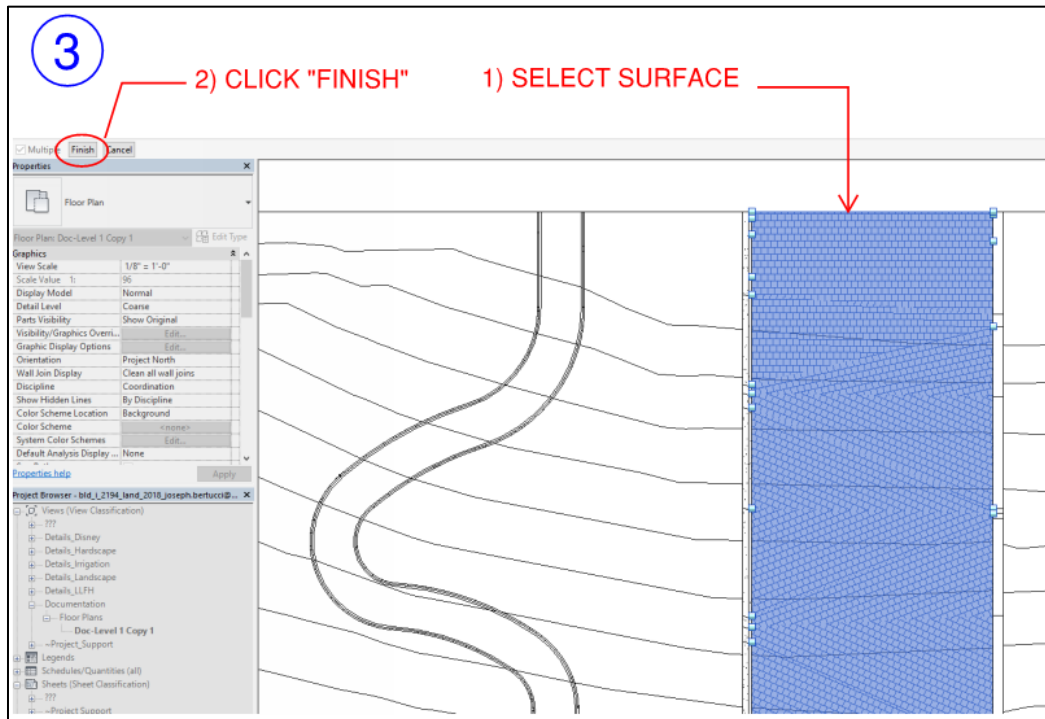 3
2) CLICK "FINISH"
1) SELECT SURFACE
Multiple Finish Cancel
Properties
Floor Plan
Floor Plan: Doc-Level 1 Copy 1 Edit Type
Graphics
View Scale 1/8" = 1'-0"
Scale Value 1: 96
Display Model Normal
Detail Level Coarse
Parts Visibility Show Original
Visibility/Graphics Overri... Edit...
Graphic Display Options Edit...
Orientation Project North
Wall Join Display Clean all wall joins
Discipline Coordination
Show Hidden Lines By Discipline
Color Scheme Location Background
Color Scheme <none>
System Color Schemes Edit...
Default Analysis Display ... None
Properties help Apply
Project Browser - bld_i_2194_land_2018_joseph.bertucci@...
Views (View Classification)
???
Details_Disney
Details_Hardscape
Details_Irrigation
Details_Landscape
Details_LLFH
Documentation
Floor Plans
Doc-Level 1 Copy 1
~Project_Support
Legends
Schedules/Quantities (all)
Sheets (Sheet Classification)
???
~Project Support